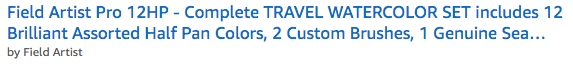 Field Artist Pro 12HP - Complete TRAVEL WATERCOLOR SET includes 12
Brilliant Assorted Half Pan Colors, 2 Custom Brushes, 1 Genuine Sea…
by Field Artist